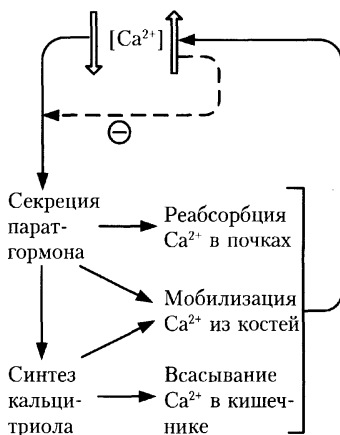 [Ca²⁺]
⊖
Секреция
парат-
гормона
Реабсорбция
Ca²⁺ в почках
Мобилизация
Ca²⁺ из костей
Синтез
кальци-
триола
Всасывание
Ca²⁺ в кишеч-
нике